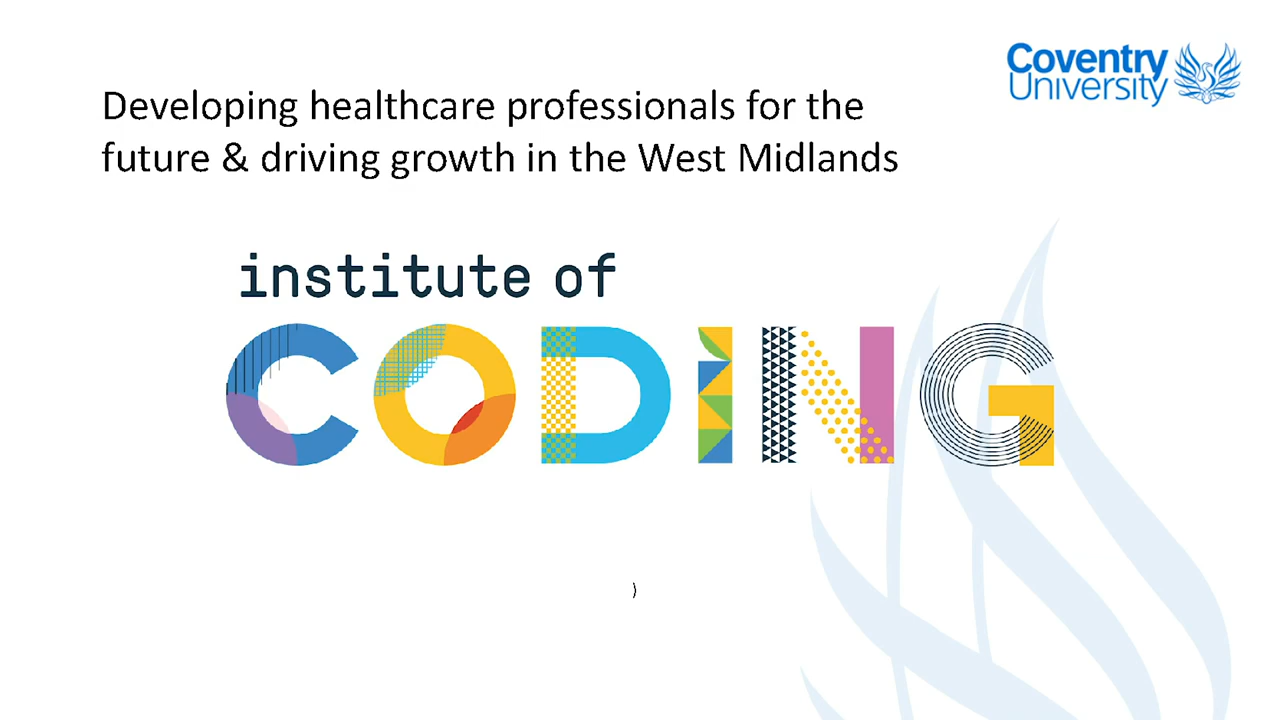 Coventry
University
Developing healthcare professionals for the
future & driving growth in the West Midlands
institute of
CODiNG
)